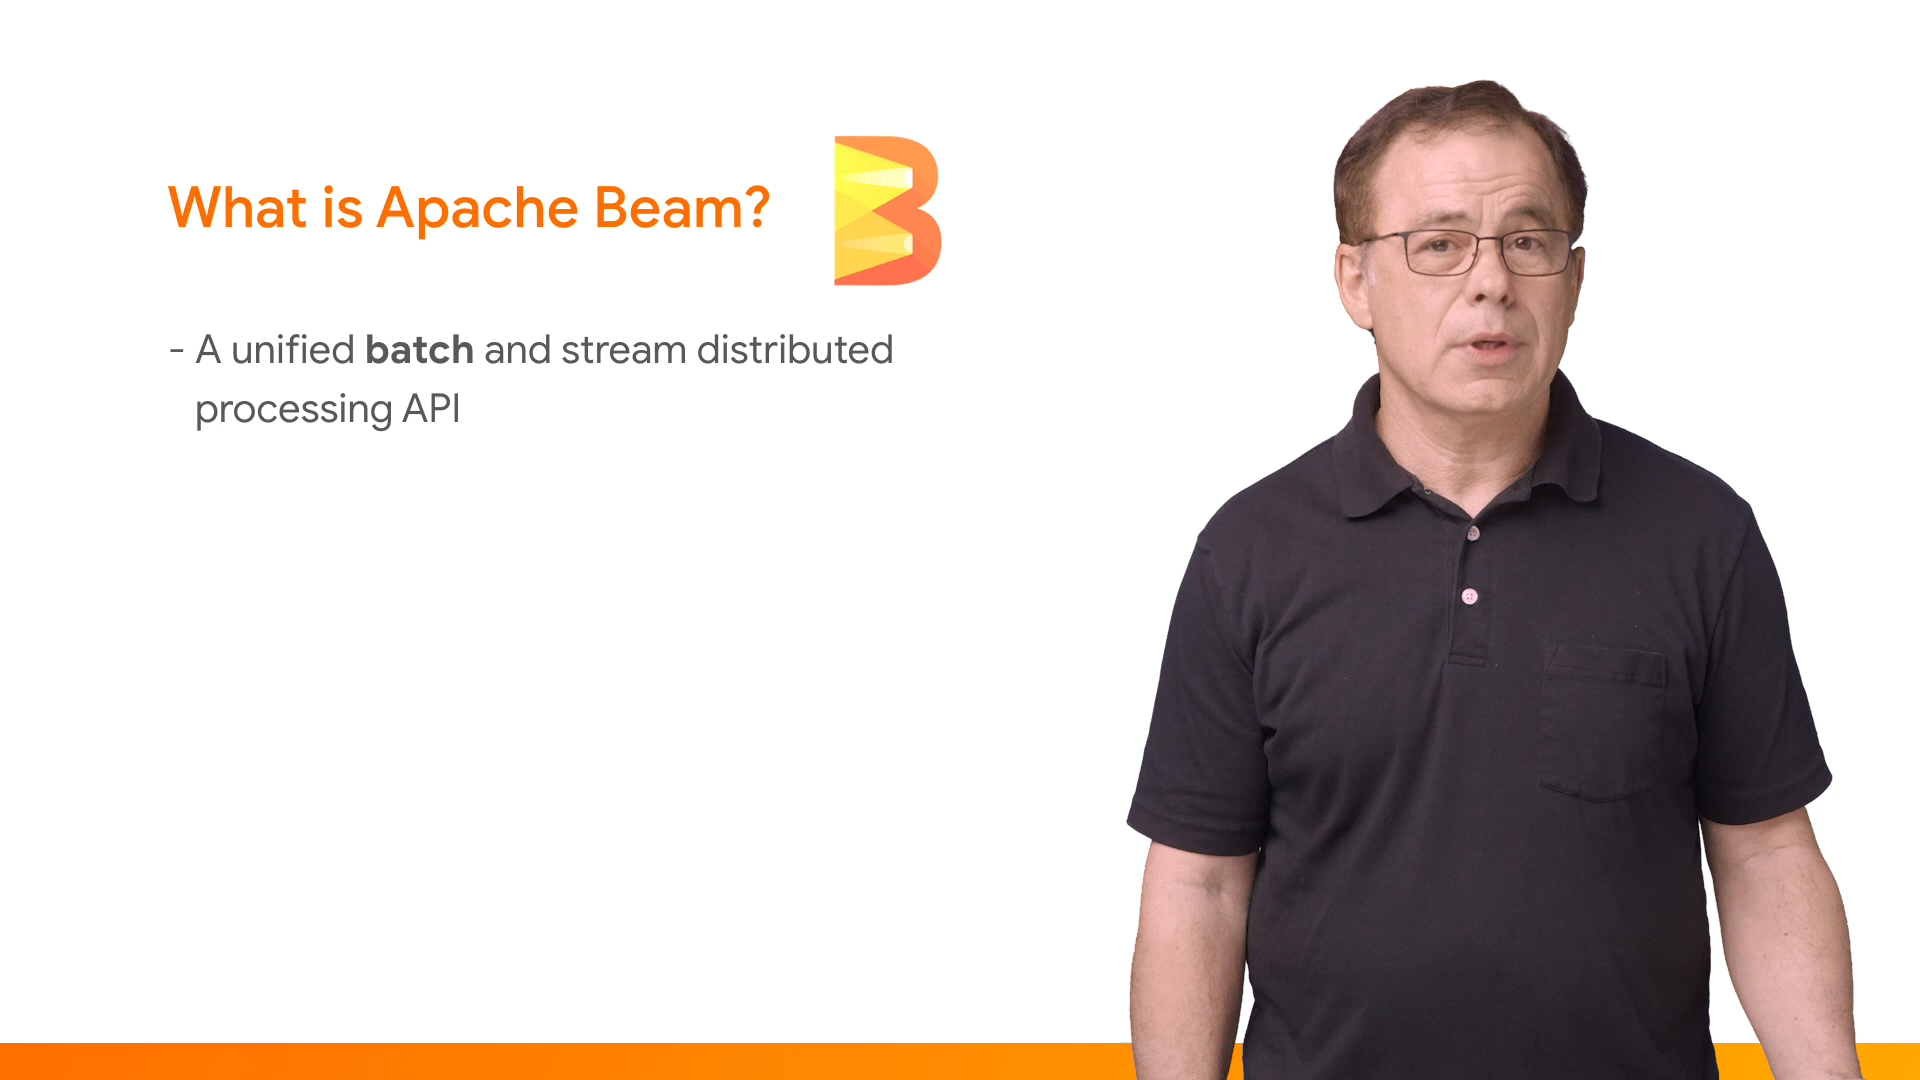 What is Apache Beam?
- A unified batch and stream distributed
processing API